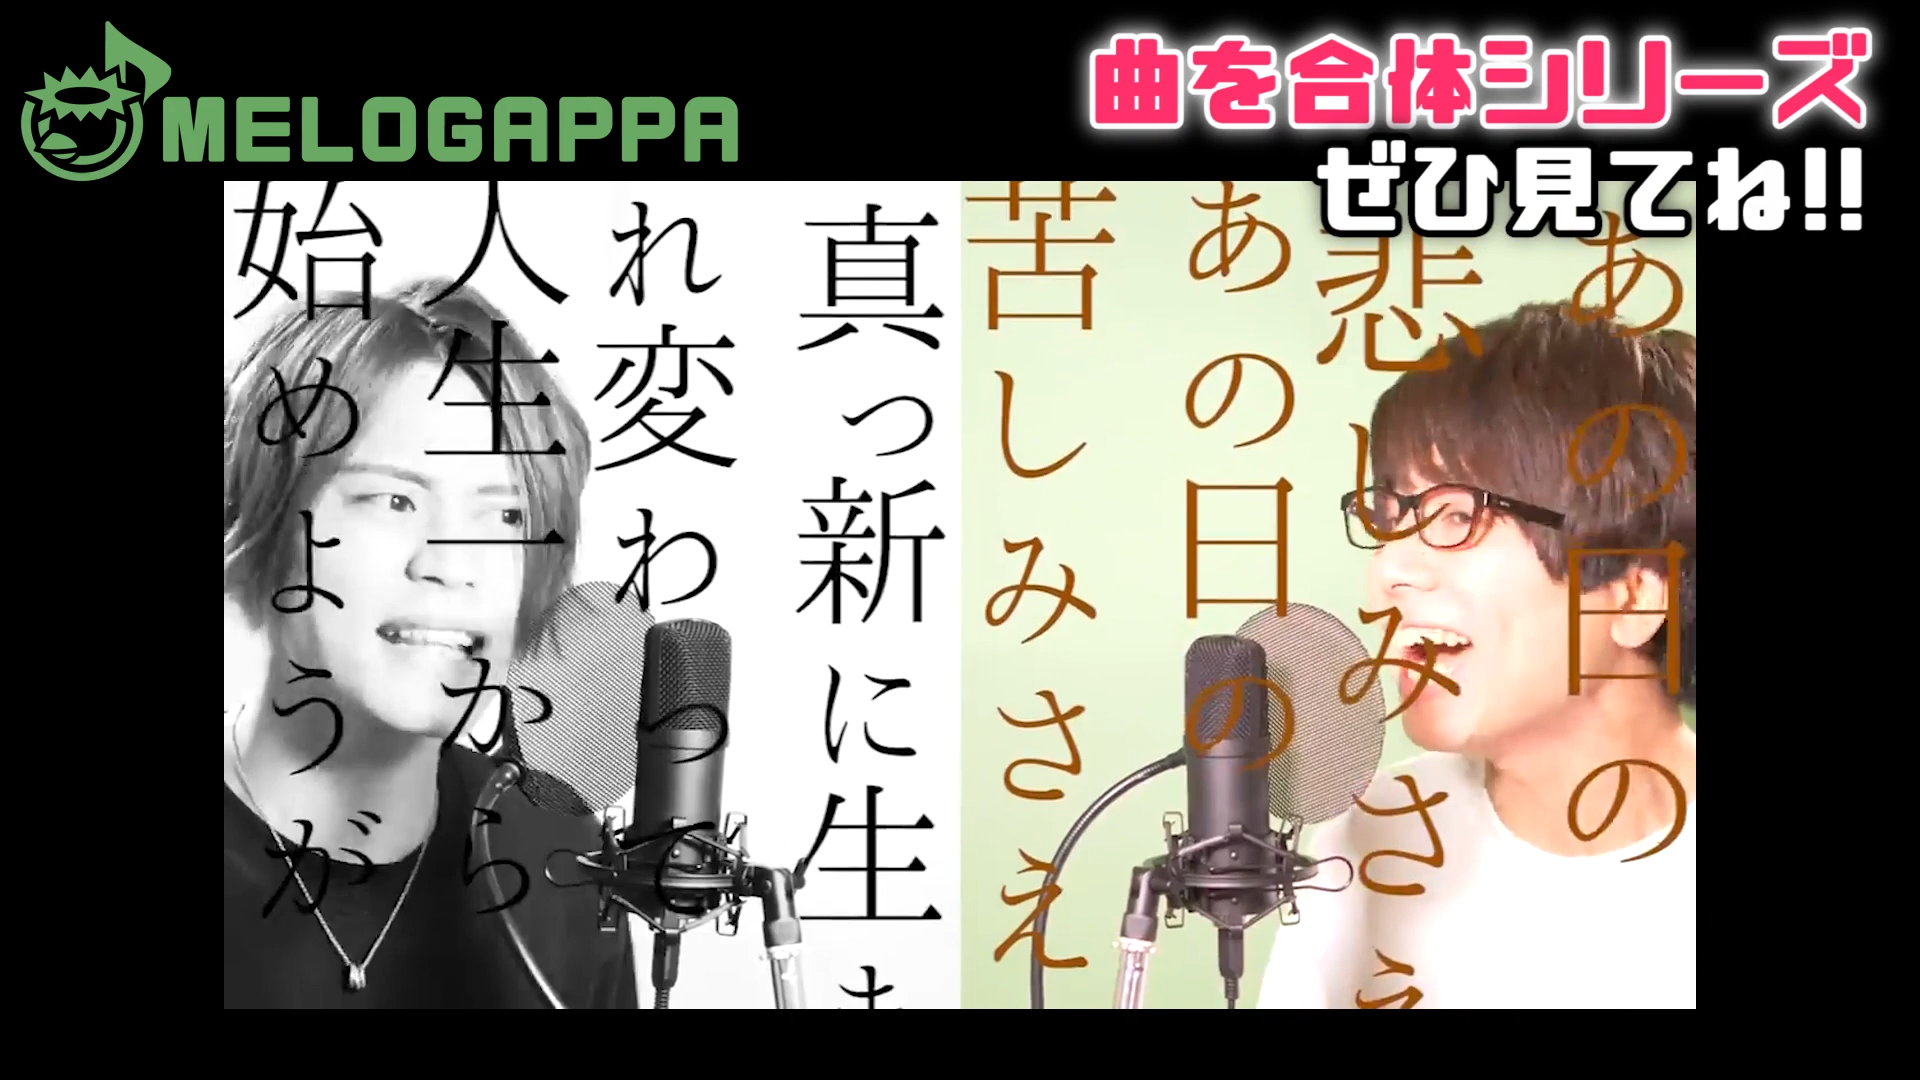 MELOGAPPA
曲を合体シリーズ
ぜひ見てね!!
真っ新に生ま
れ変わって
人生一から
始めようが
あの日の
悲しみさえ
あの日の
苦しみさえ